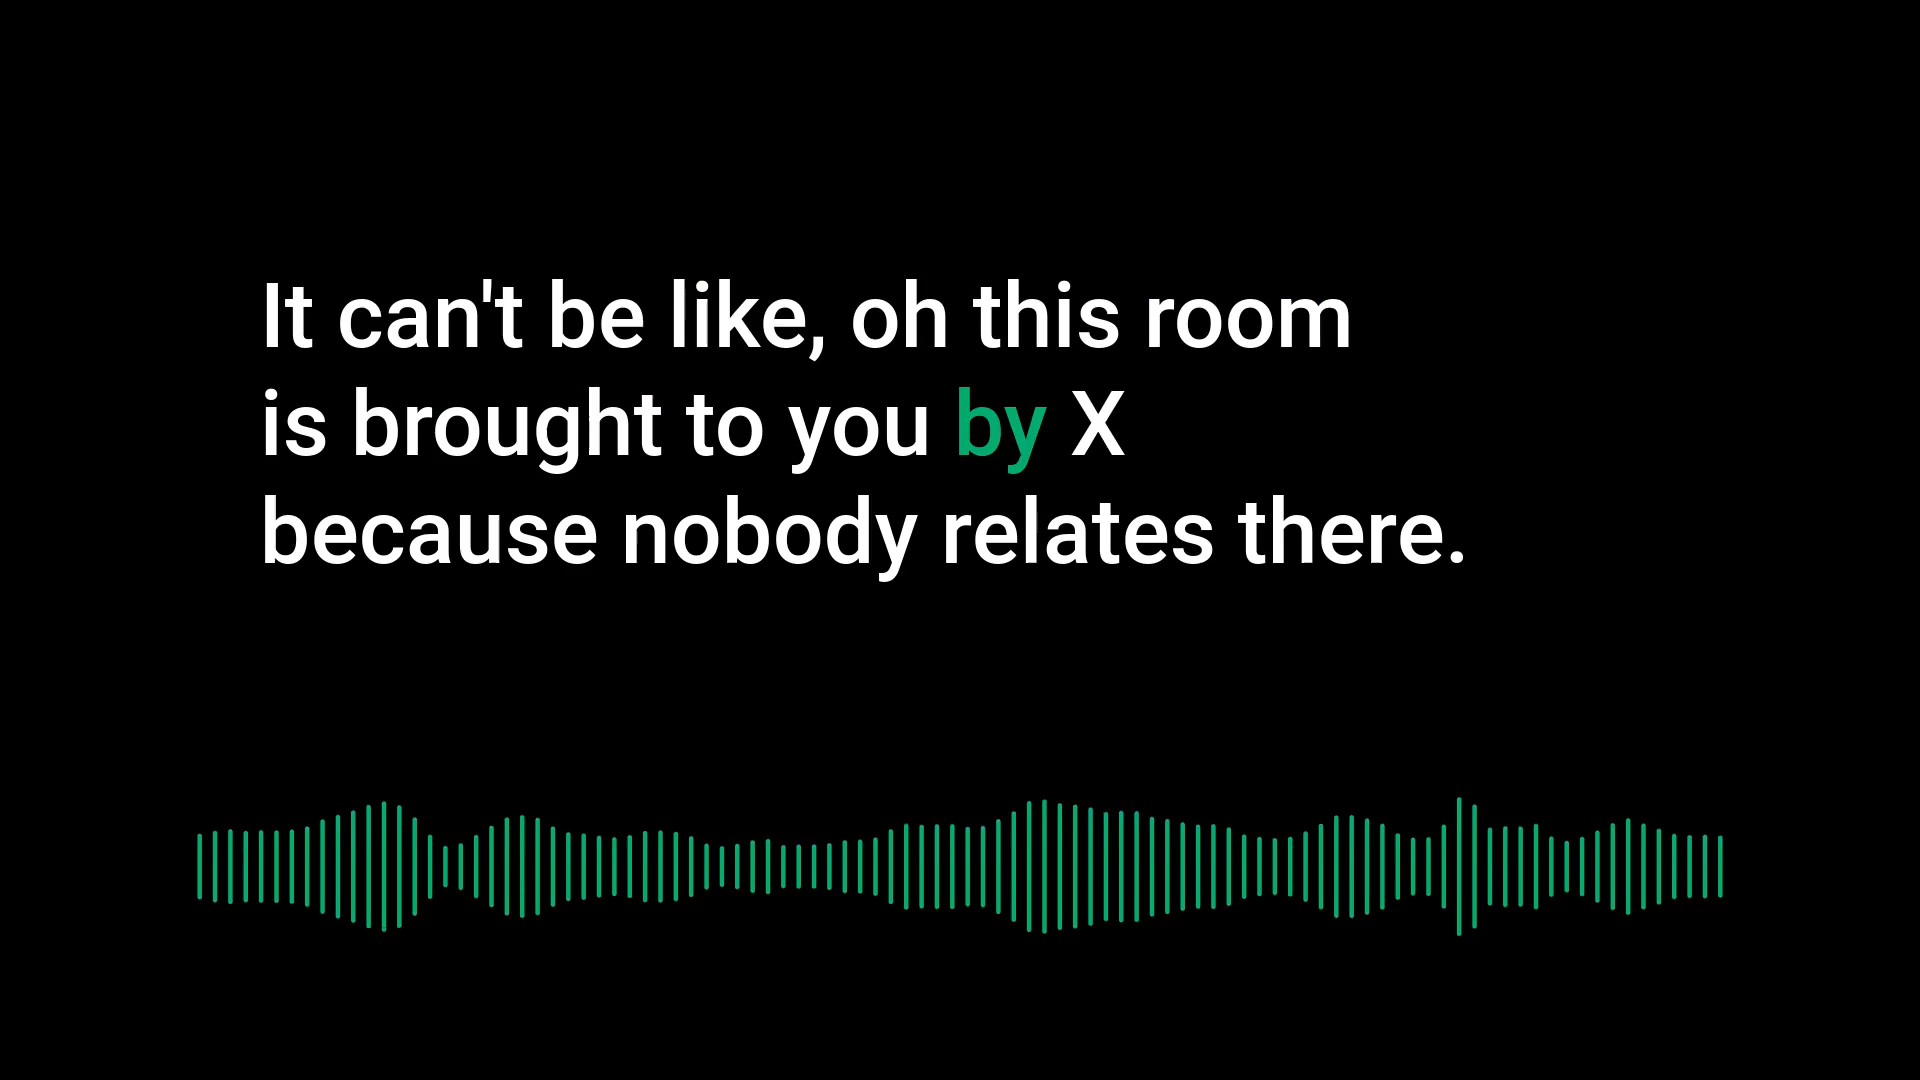 It can't be like, oh this room
is brought to you by X
because nobody relates there.